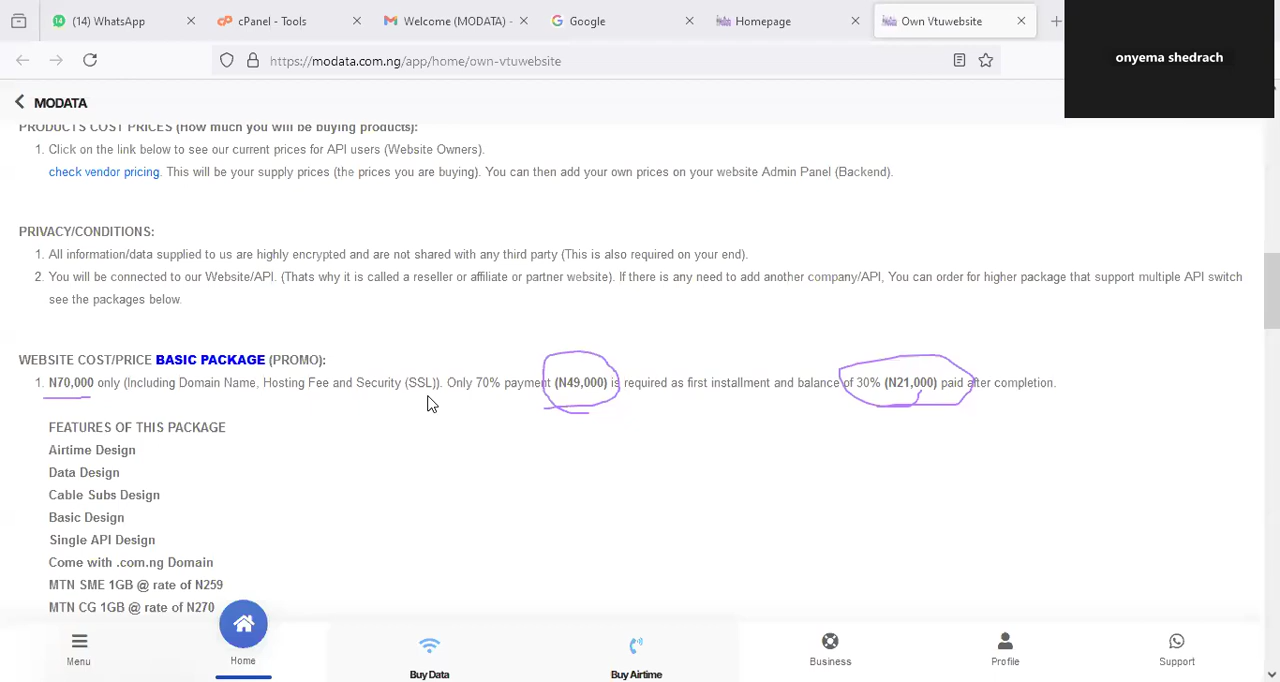 (14) WhatsApp
cPanel - Tools
Welcome (MODATA) -
Google
Homepage
Own Vtuwebsite
onyema shedrach
https://modata.com.ng/app/home/own-vtuwebsite
MODATA
PRODUCTS COST PRICES (How much you will be buying products):
1. Click on the link below to see our current prices for API users (Website Owners).
check vendor pricing. This will be your supply prices (the prices you are buying). You can then add your own prices on your website Admin Panel (Backend).
PRIVACY/CONDITIONS:
1. All information/data supplied to us are highly encrypted and are not shared with any third party (This is also required on your end).
2. You will be connected to our Website/API. (Thats why it is called a reseller or affiliate or partner website). If there is any need to add another company/API, You can order for higher package that support multiple API switch
see the packages below.
WEBSITE COST/PRICE BASIC PACKAGE (PROMO):
1. N70,000 only (Including Domain Name, Hosting Fee and Security (SSL)). Only 70% payment (N49,000) is required as first installment and balance of 30% (N21,000) paid after completion.
FEATURES OF THIS PACKAGE
Airtime Design
Data Design
Cable Subs Design
Basic Design
Single API Design
Come with .com.ng Domain
MTN SME 1GB @ rate of N259
MTN CG 1GB @ rate of N270
Menu
Home
Buy Data
Buy Airtime
Business
Profile
Support